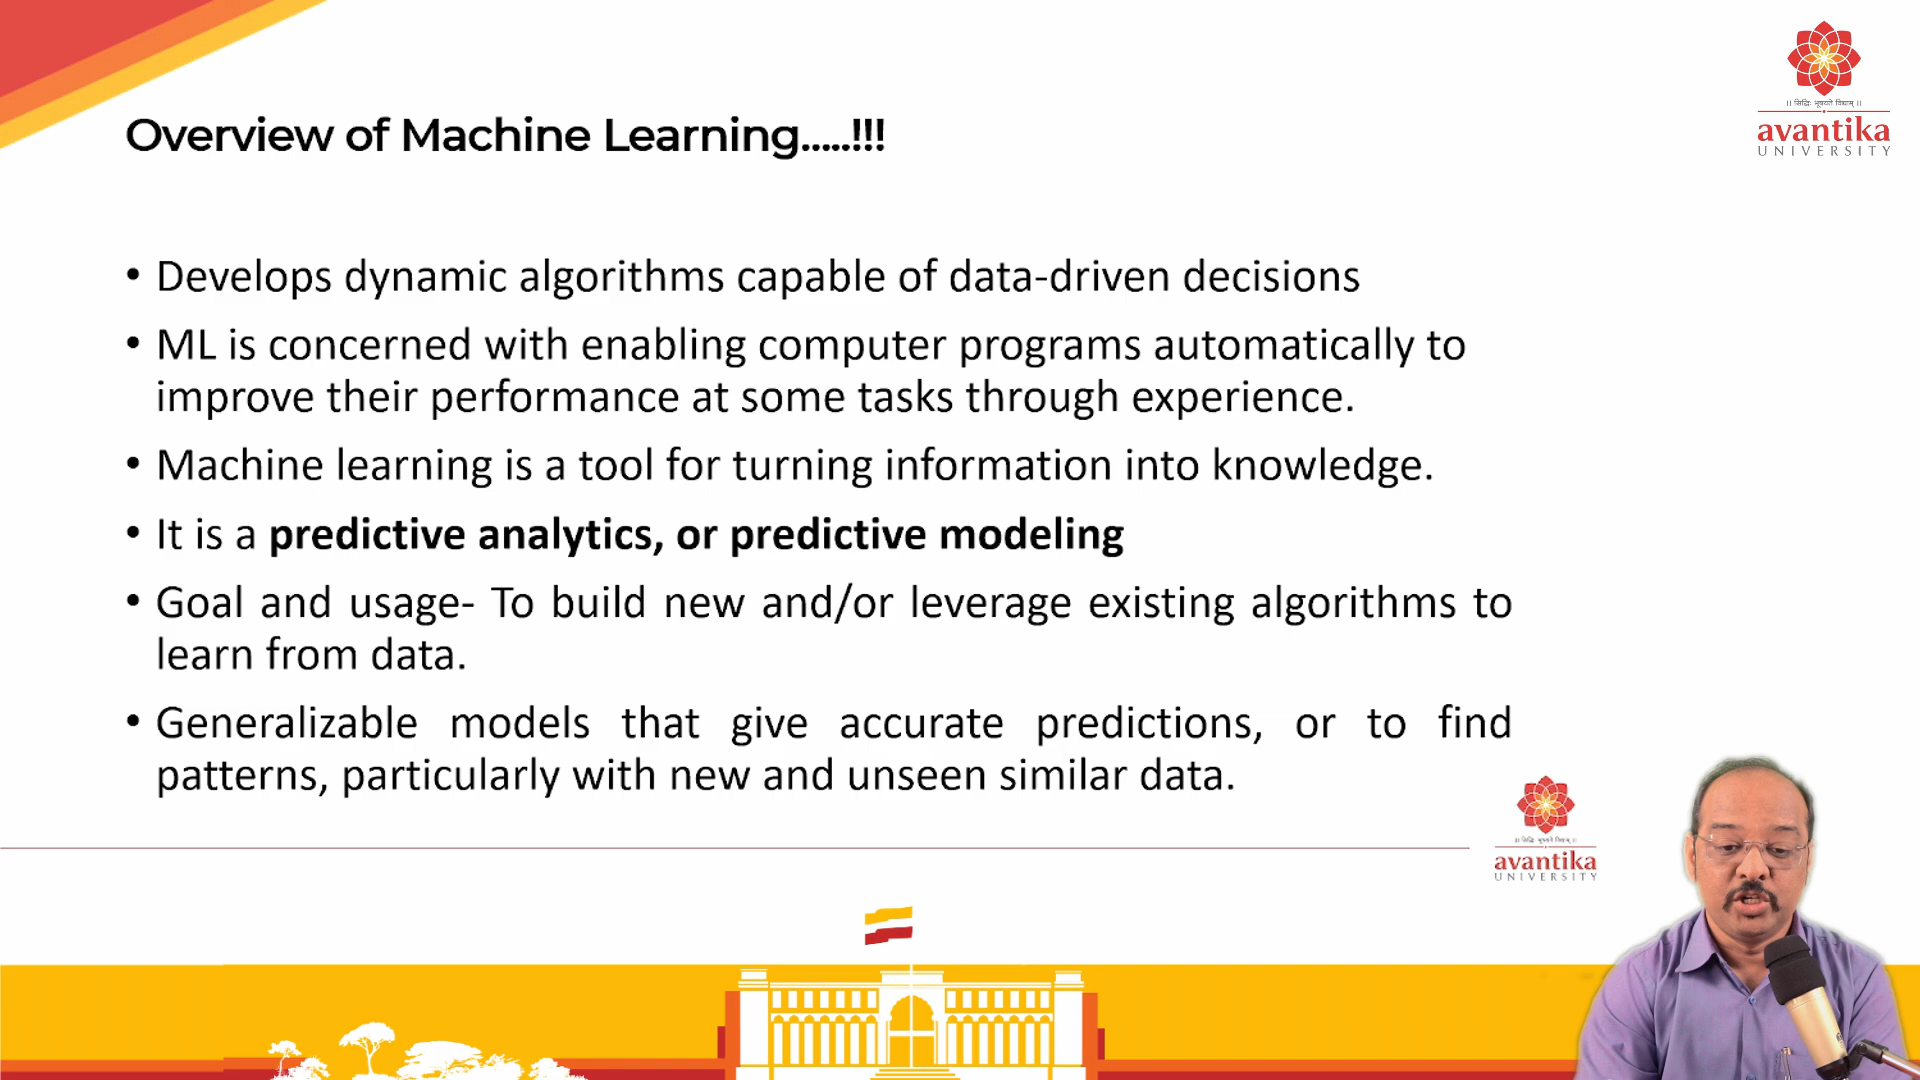 Overview of Machine Learning.....!!!
|| सिद्धिः भूषयते विद्याम् ||
avantika
UNIVERSITY
• Develops dynamic algorithms capable of data-driven decisions
• ML is concerned with enabling computer programs automatically to
improve their performance at some tasks through experience.
• Machine learning is a tool for turning information into knowledge.
• It is a predictive analytics, or predictive modeling
• Goal and usage- To build new and/or leverage existing algorithms to
learn from data.
• Generalizable models that give accurate predictions, or to find
patterns, particularly with new and unseen similar data.
avantika
UNIVERSITY